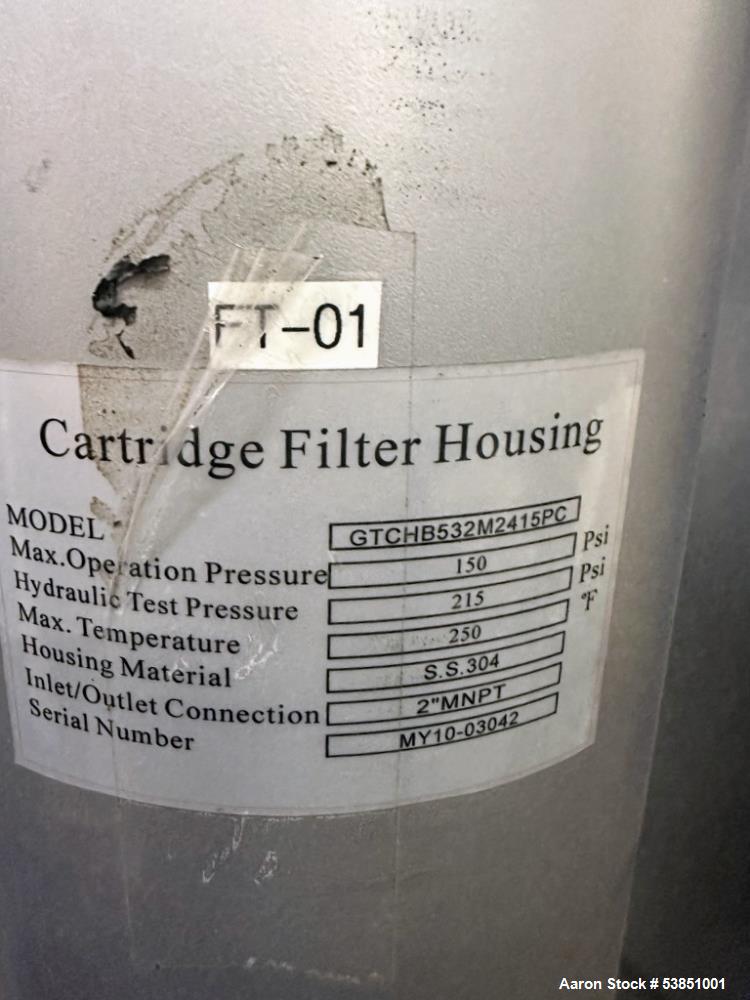 FT-01
Cartridge Filter Housing
MODEL GTCHB532M2415PC
Max.Operation Pressure 150 Psi
Hydraulic Test Pressure 215 Psi
Max. Temperature 250 °F
Housing Material S.S.304
Inlet/Outlet Connection 2"MNPT
Serial Number MY10-03042
Aaron Stock # 53851001